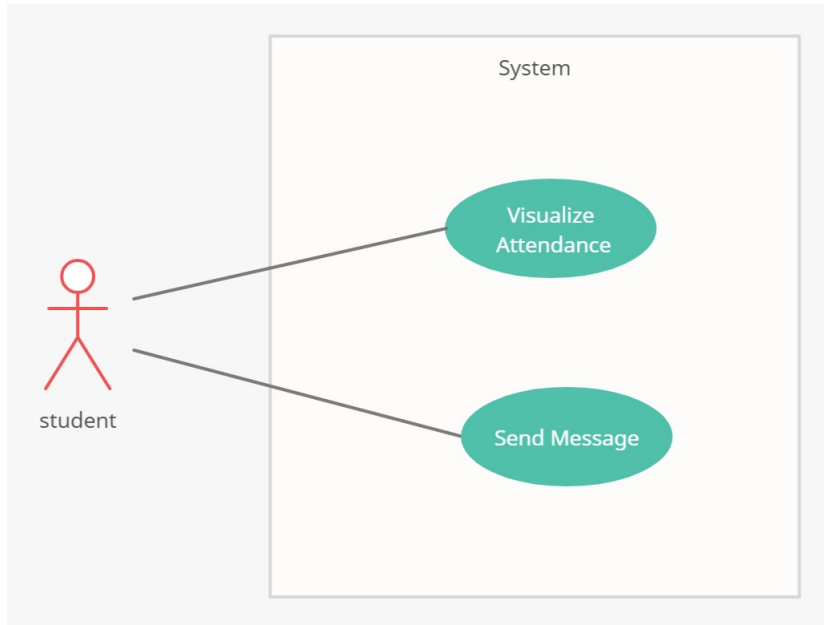 System
Visualize
Attendance
student
Send Message